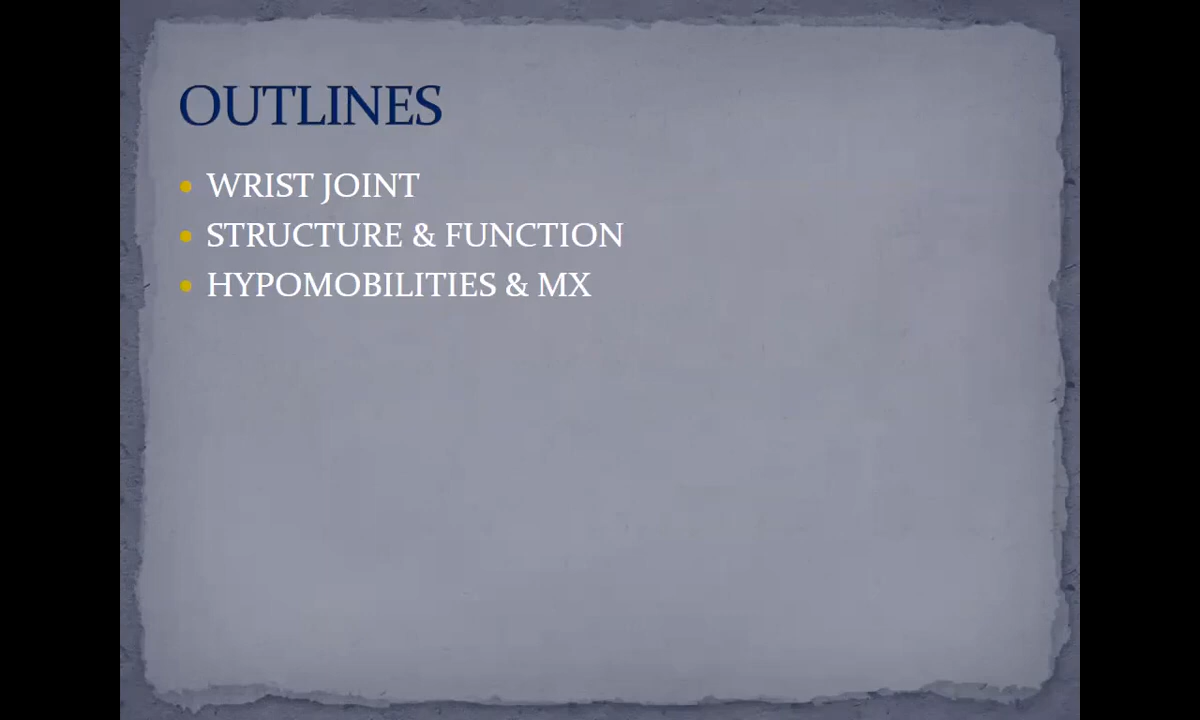 OUTLINES
WRIST JOINT
STRUCTURE & FUNCTION
HYPOMOBILITIES & MX